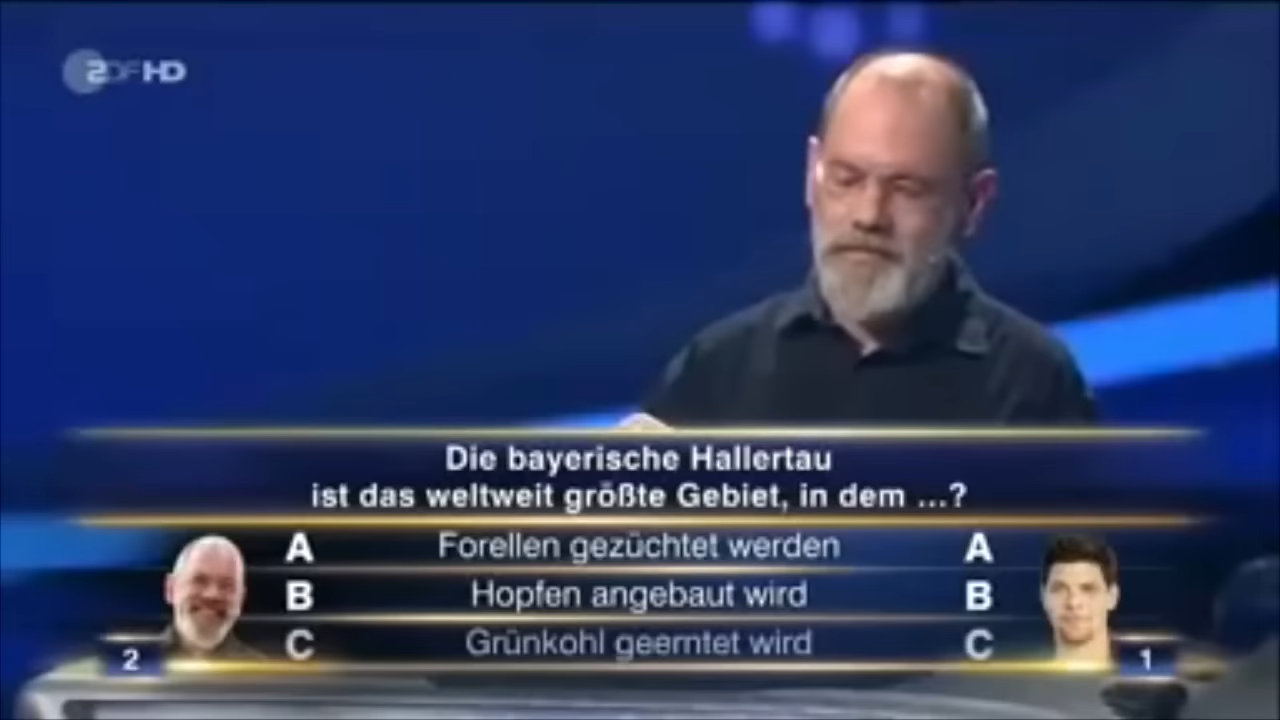 ZDF HD
Die bayerische Hallertau
ist das weltweit größte Gebiet, in dem ...?
A Forellen gezüchtet werden A
B Hopfen angebaut wird B
C Grünkohl geerntet wird C
2 1